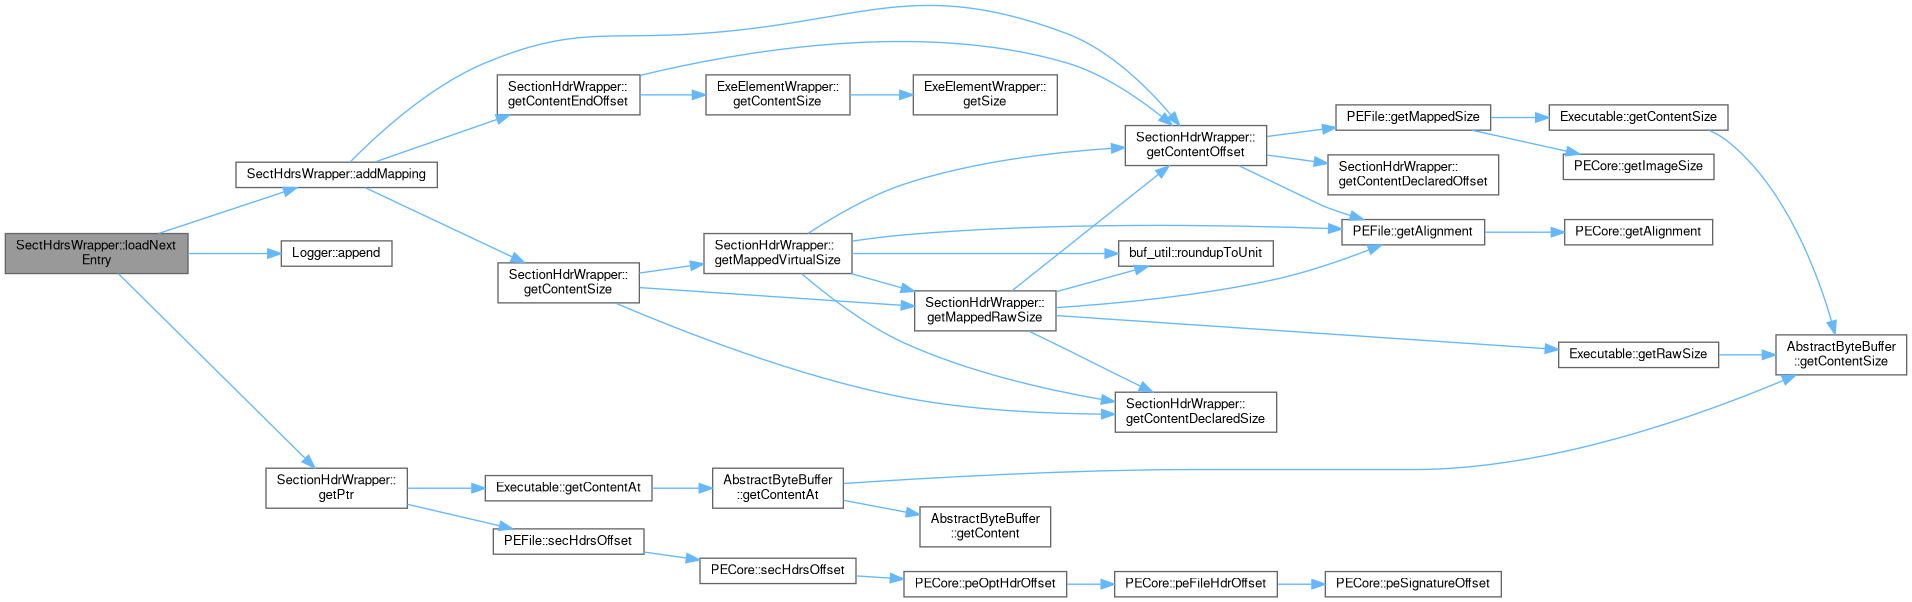 SectHdrsWrapper::loadNext
Entry
SectHdrsWrapper::addMapping
Logger::append
SectionHdrWrapper::
getPtr
SectionHdrWrapper::
getContentEndOffset
SectionHdrWrapper::
getContentSize
Executable::getContentAt
PEFile::secHdrsOffset
ExeElementWrapper::
getContentSize
SectionHdrWrapper::
getMappedVirtualSize
AbstractByteBuffer
::getContentAt
PECore::secHdrsOffset
ExeElementWrapper::
getSize
SectionHdrWrapper::
getMappedRawSize
AbstractByteBuffer
::getContent
PECore::peOptHdrOffset
SectionHdrWrapper::
getContentOffset
buf_util::roundupToUnit
SectionHdrWrapper::
getContentDeclaredSize
PECore::peFileHdrOffset
PEFile::getMappedSize
SectionHdrWrapper::
getContentDeclaredOffset
PEFile::getAlignment
PECore::peSignatureOffset
Executable::getContentSize
PECore::getImageSize
PECore::getAlignment
Executable::getRawSize
AbstractByteBuffer
::getContentSize